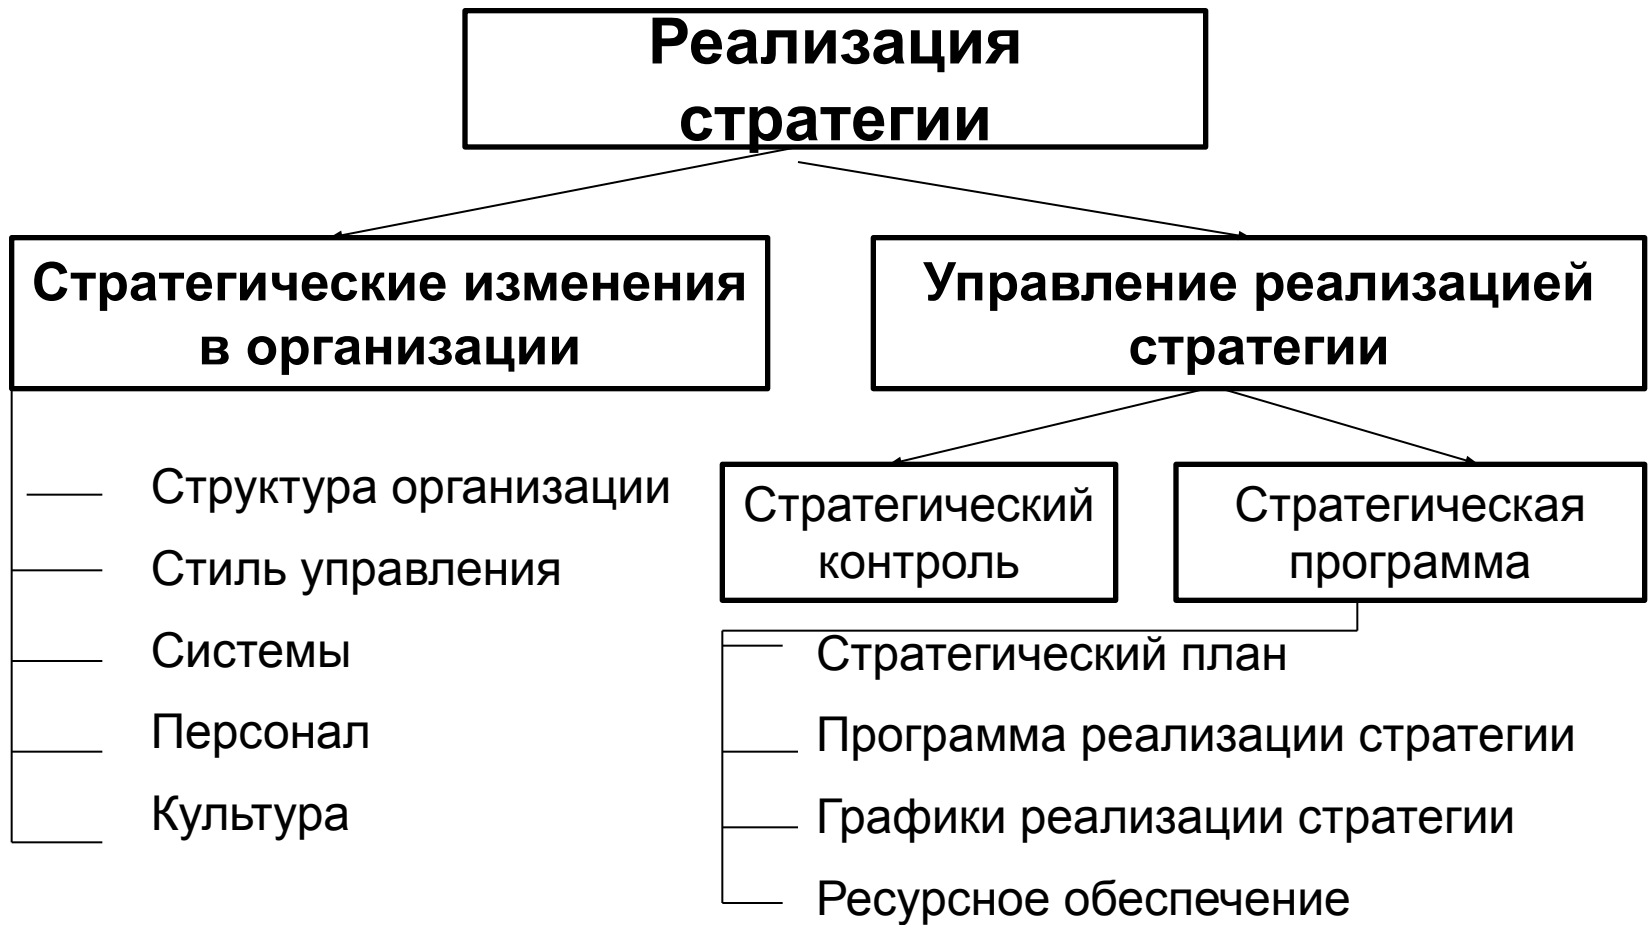 Реализация
стратегии
Стратегические изменения
в организации
Управление реализацией
стратегии
Структура организации
Стиль управления
Системы
Персонал
Культура
Стратегический
контроль
Стратегическая
программа
Стратегический план
Программа реализации стратегии
Графики реализации стратегии
Ресурсное обеспечение